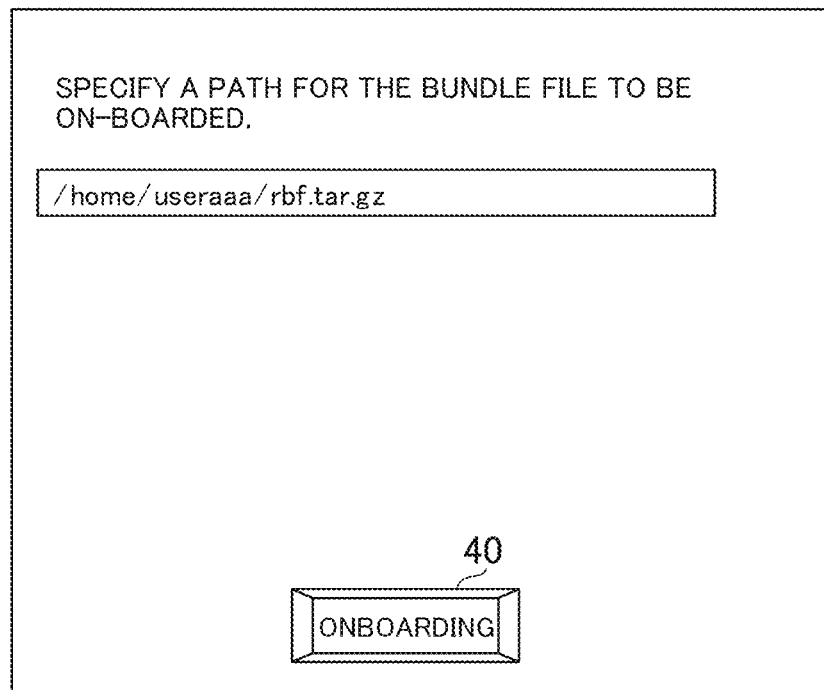 SPECIFY A PATH FOR THE BUNDLE FILE TO BE
ON-BOARDED.
/home/useraaa/rbf.tar.gz
40
ONBOARDING